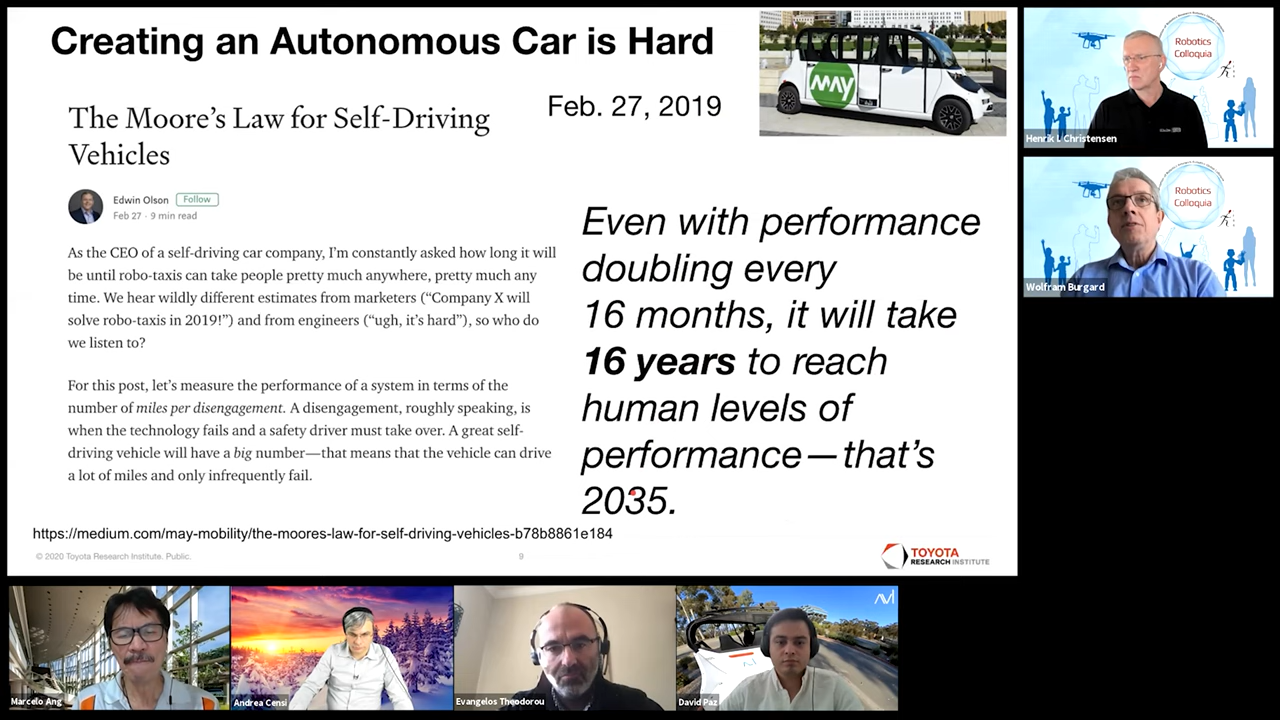 Creating an Autonomous Car is Hard
MAY
Feb. 27, 2019
The Moore's Law for Self-Driving
Vehicles
Edwin Olson Follow
Feb 27 · 9 min read
As the CEO of a self-driving car company, I'm constantly asked how long it will
be until robo-taxis can take people pretty much anywhere, pretty much any
time. We hear wildly different estimates from marketers ("Company X will
solve robo-taxis in 2019!") and from engineers ("ugh, it's hard"), so who do
we listen to?
For this post, let's measure the performance of a system in terms of the
number of miles per disengagement. A disengagement, roughly speaking, is
when the technology fails and a safety driver must take over. A great self-
driving vehicle will have a big number—that means that the vehicle can drive
a lot of miles and only infrequently fail.
Even with performance
doubling every
16 months, it will take
16 years to reach
human levels of
performance—that's
2035.
https://medium.com/may-mobility/the-moores-law-for-self-driving-vehicles-b78b8861e184
© 2020 Toyota Research Institute. Public.
9
TOYOTA
RESEARCH INSTITUTE
Robotics
Colloquia
Henrik I Christensen
Robotics
Colloquia
Wolfram Burgard
Marcelo Ang
Andrea Censi
Evangelos Theodorou
David Paz